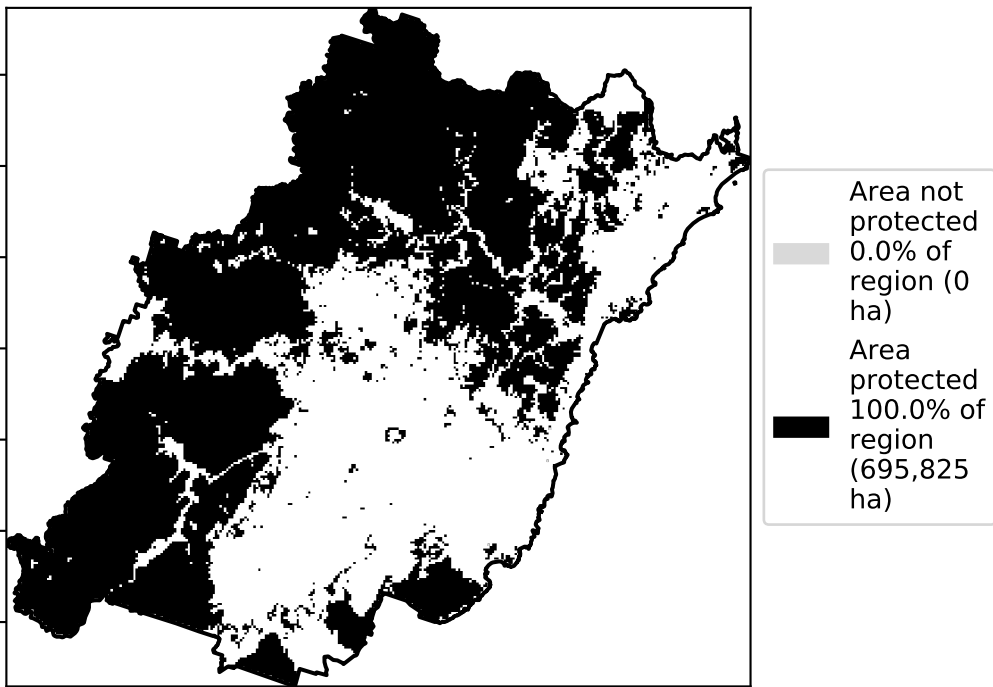 Area not
protected
0.0% of
region (0
ha)
Area
protected
100.0% of
region
(695,825
ha)